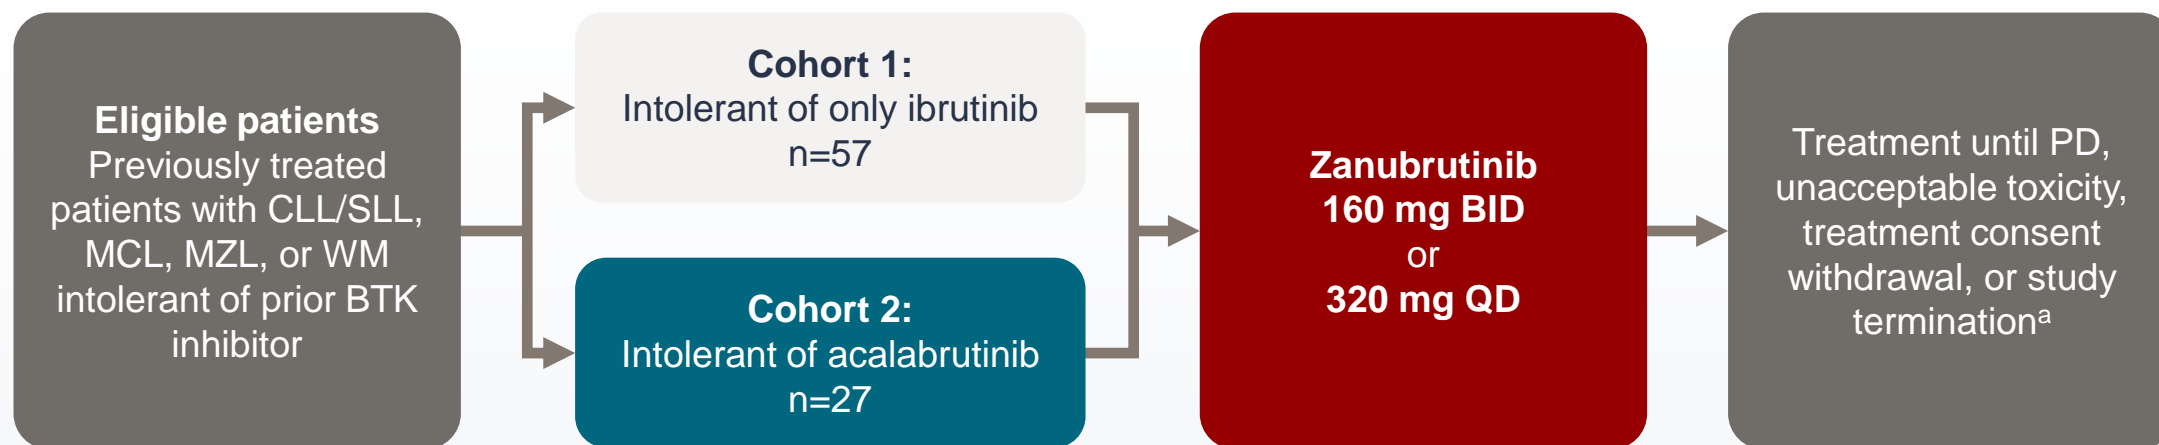 Eligible patients
Previously treated
patients with CLL/SLL,
MCL, MZL, or WM
intolerant of prior BTK
inhibitor
Cohort 1:
Intolerant of only ibrutinib
n=57
Cohort 2:
Intolerant of acalabrutinib
n=27
Zanubrutinib
160 mg BID
or
320 mg QD
Treatment until PD,
unacceptable toxicity,
treatment consent
withdrawal, or study
terminationᵃ